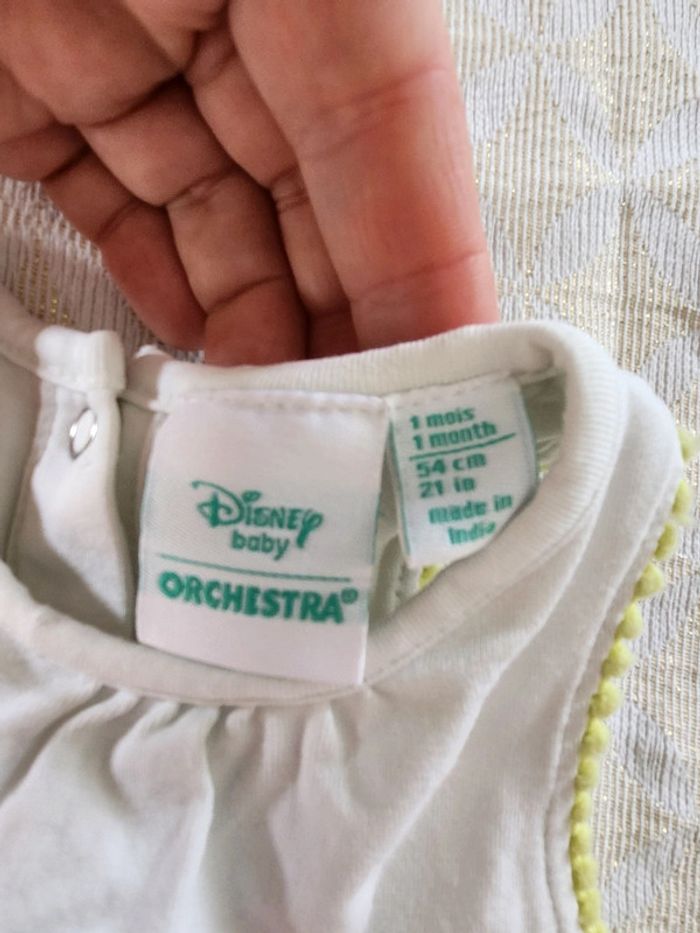 Disney
baby
ORCHESTRA®
1 mois
1 month
54 cm
21 in
made in
India